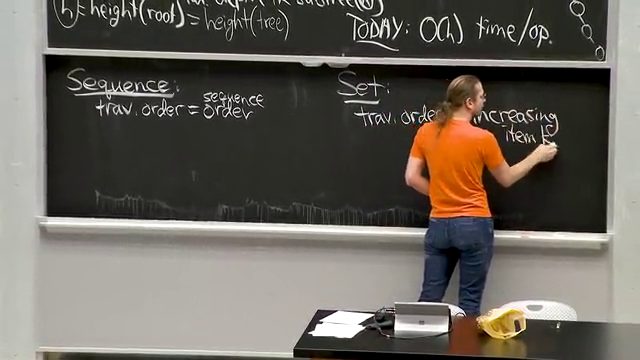 h = height(root)
= height(tree)
TODAY: O(h) time/op.
Sequence:
trav. order = sequence order
Set:
trav. order increasing
item